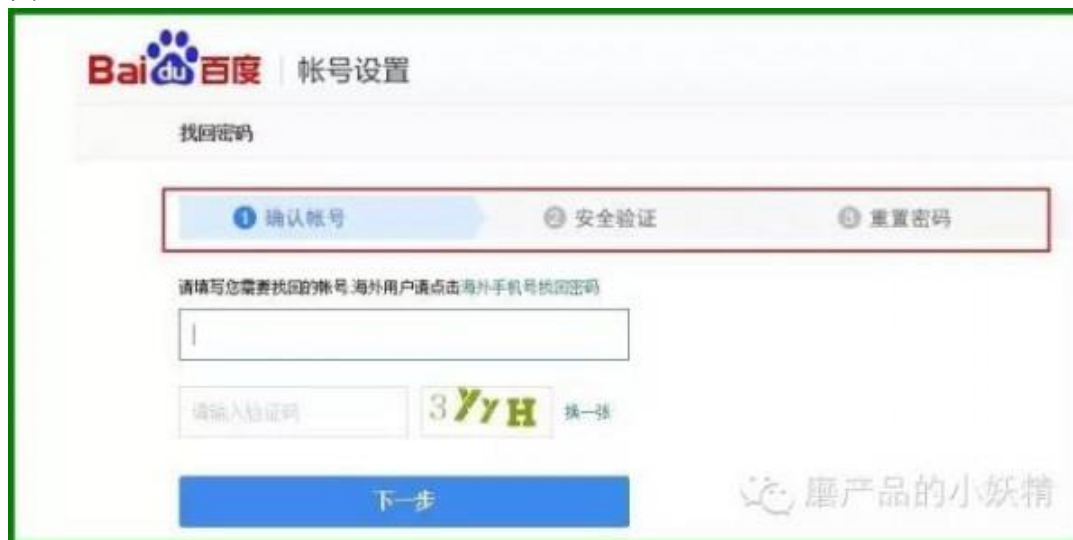 Bai du 百度 帐号设置
找回密码
1 确认帐号 2 安全验证 3 重置密码
请填写您需要找回的帐号 海外用户请点击海外手机号找回密码
请输入验证码 3YyH 换一张
下一步
磨产品的小妖精